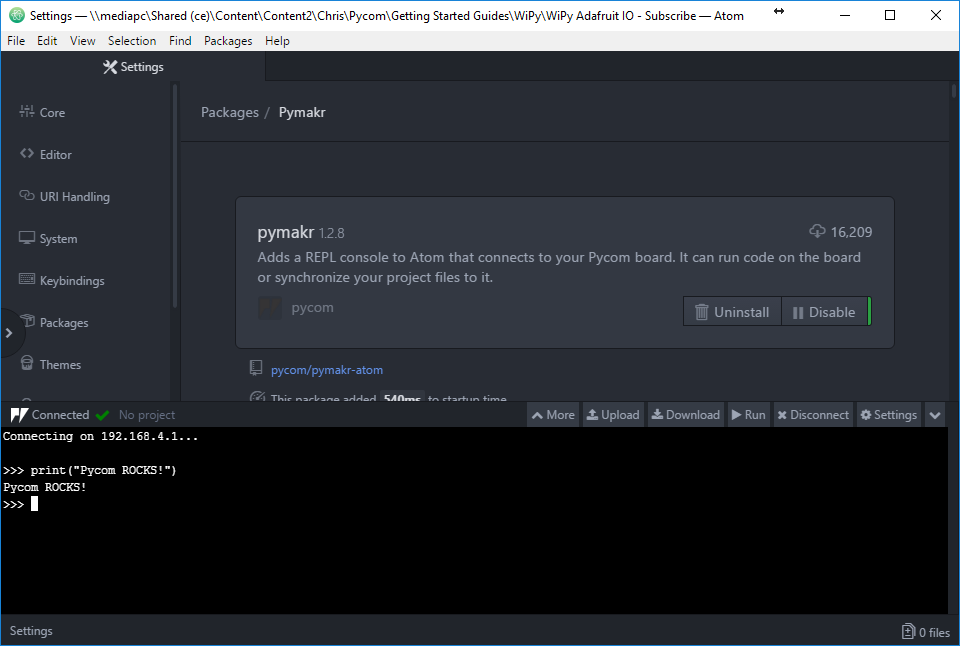 Settings — \\mediapc\Shared (ce)\Content\Content2\Chris\Pycom\Getting Started Guides\WiPy\WiPy Adafruit IO - Subscribe — Atom
File Edit View Selection Find Packages Help
Settings
Core
Editor
URI Handling
System
Keybindings
Packages
Themes
Packages / Pymakr
pymakr 1.2.8
16,209
Adds a REPL console to Atom that connects to your Pycom board. It can run code on the board
or synchronize your project files to it.
pycom
Uninstall Disable
pycom/pymakr-atom
This package added 540ms to startup time
Connected No project
More Upload Download Run Disconnect Settings
Connecting on 192.168.4.1...
>>> print("Pycom ROCKS!")
Pycom ROCKS!
>>>
Settings
0 files